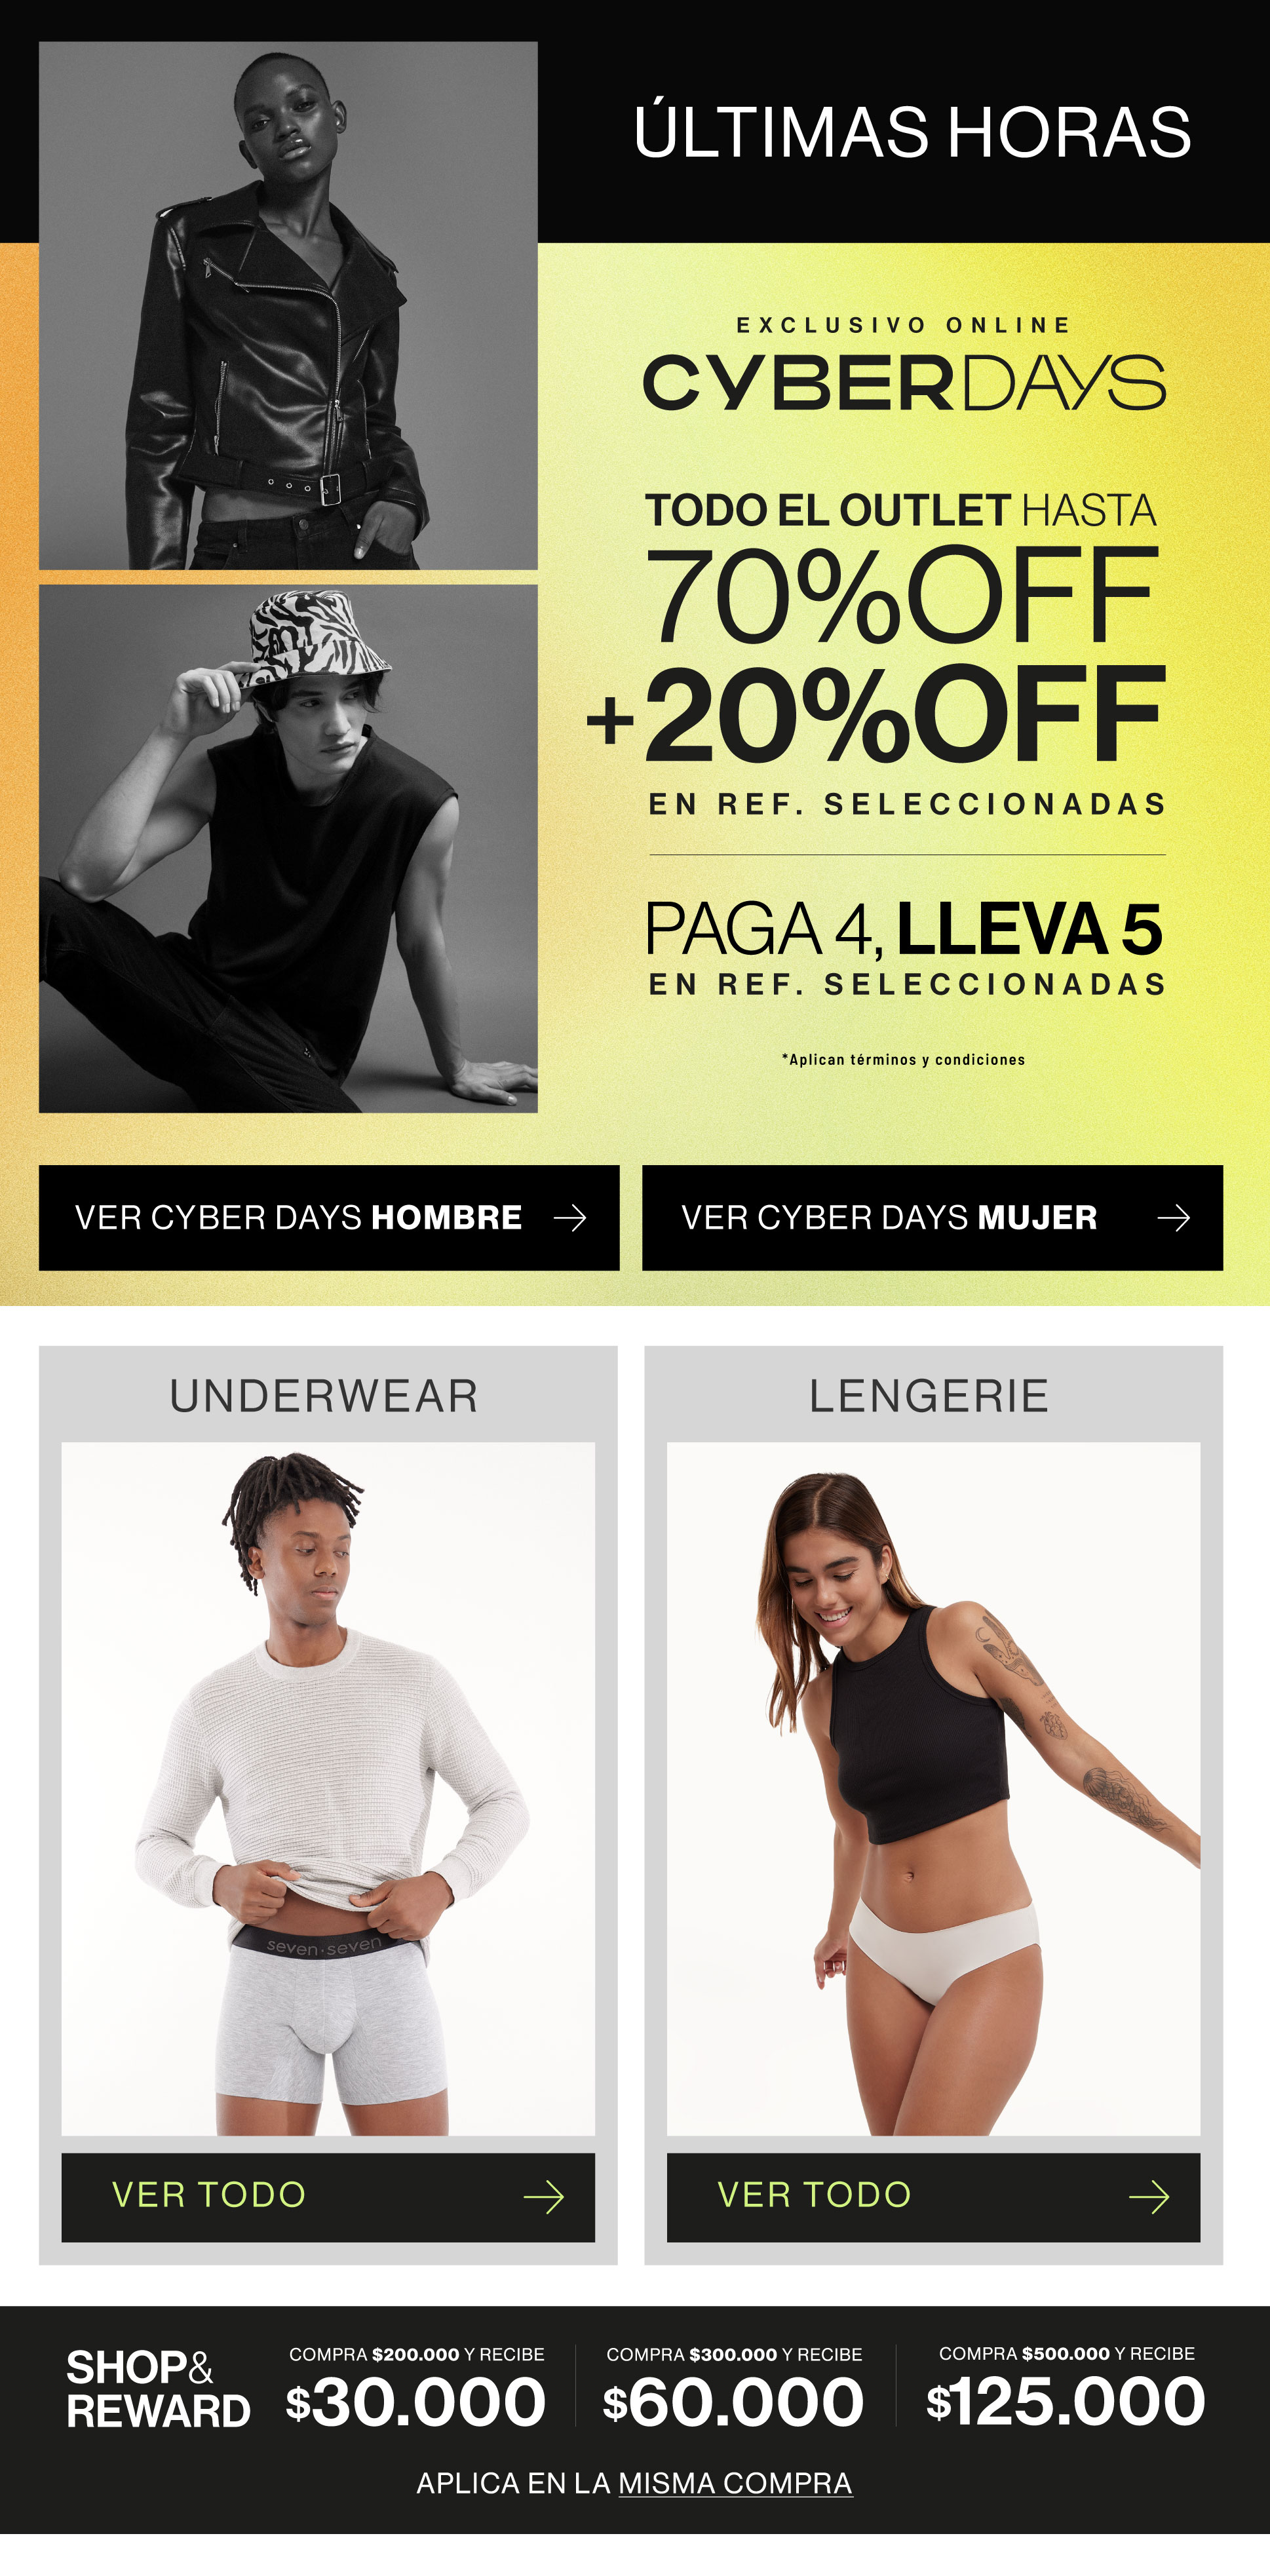 ÚLTIMAS HORAS
EXCLUSIVO ONLINE
CYBERDAYS
TODO EL OUTLET HASTA
70%OFF
+20%OFF
EN REF. SELECCIONADAS
PAGA 4, LLEVA 5
EN REF. SELECCIONADAS
*Aplican términos y condiciones
VER CYBER DAYS HOMBRE
VER CYBER DAYS MUJER
UNDERWEAR
seven·seven
VER TODO
LENGERIE
VER TODO
SHOP&
REWARD
COMPRA $200.000 Y RECIBE
$30.000
COMPRA $300.000 Y RECIBE
$60.000
COMPRA $500.000 Y RECIBE
$125.000
APLICA EN LA MISMA COMPRA